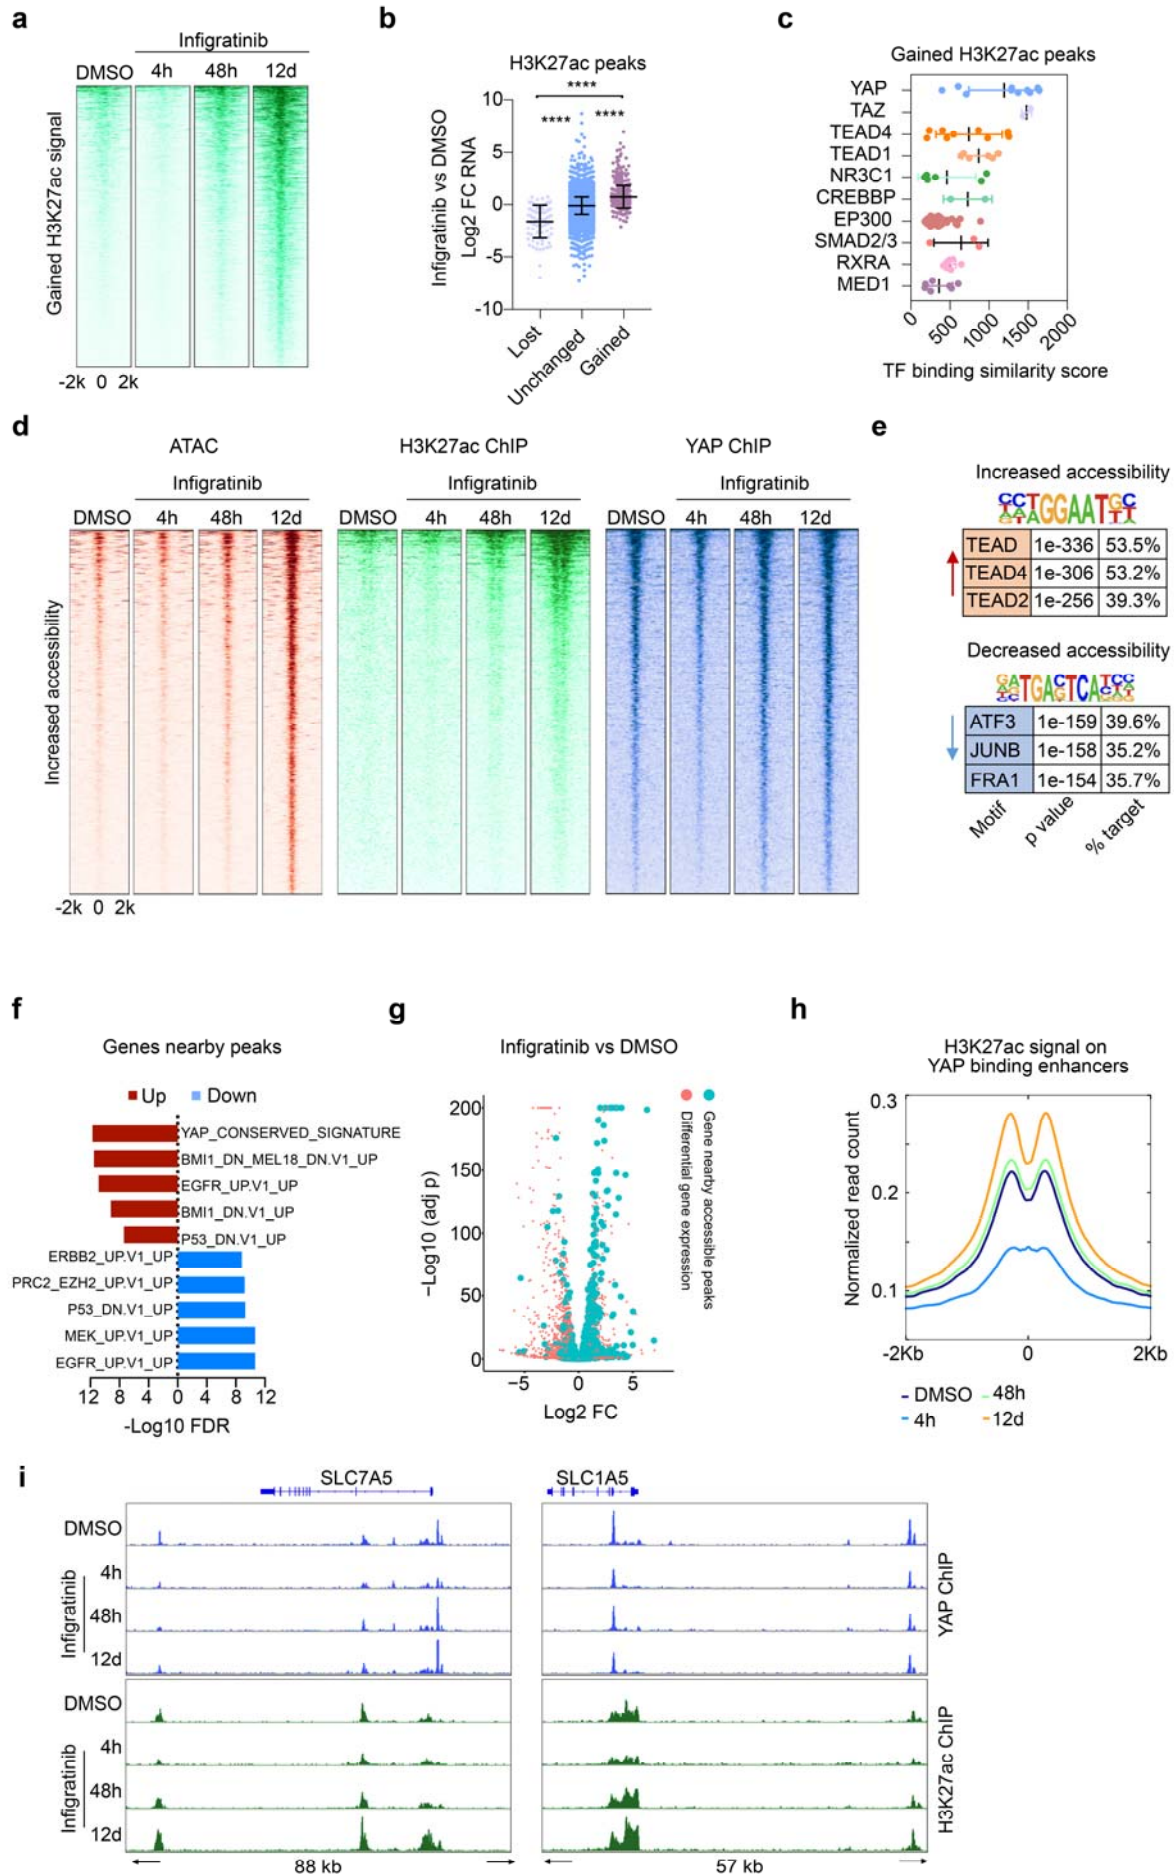 a
Infigratinib
DMSO 4h 48h 12d
Gained H3K27ac signal
-2k 0 2k
b
H3K27ac peaks
****
**** ****
Infigratinib vs DMSO
Log2 FC RNA
10
5
0
-5
-10
Lost
Unchanged
Gained
c
Gained H3K27ac peaks
YAP
TAZ
TEAD4
TEAD1
NR3C1
CREBBP
EP300
SMAD2/3
RXRA
MED1
0 500 1000 1500 2000
TF binding similarity score
d
ATAC H3K27ac ChIP YAP ChIP
Infigratinib Infigratinib Infigratinib
DMSO 4h 48h 12d DMSO 4h 48h 12d DMSO 4h 48h 12d
Increased accessibility
-2k 0 2k
e
Increased accessibility
TGGAAT
TEAD 1e-336 53.5%
TEAD4 1e-306 53.2%
TEAD2 1e-256 39.3%
Decreased accessibility
ATF3 1e-159 39.6%
JUNB 1e-158 35.2%
FRA1 1e-154 35.7%
Motif p value % target
f
Genes nearby peaks
Up Down
YAP_CONSERVED_SIGNATURE
BMI1_DN_MEL18_DN.V1_UP
EGFR_UP.V1_UP
BMI1_DN.V1_UP
P53_DN.V1_UP
ERBB2_UP.V1_UP
PRC2_EZH2_UP.V1_UP
P53_DN.V1_UP
MEK_UP.V1_UP
EGFR_UP.V1_UP
12 8 4 0 4 8 12
-Log10 FDR
g
Infigratinib vs DMSO
−Log10 (adj p)
200
150
100
50
0
−5 0 5
Log2 FC
Gene nearby accessible peaks
Differential gene expression
h
H3K27ac signal on
YAP binding enhancers
Normalized read count
0.3
0.2
0.1
-2Kb 0 2Kb
DMSO 48h
4h 12d
i
SLC7A5 SLC1A5
DMSO
4h
48h
12d
Infigratinib
YAP ChIP
DMSO
4h
48h
12d
Infigratinib
H3K27ac ChIP
88 kb 57 kb